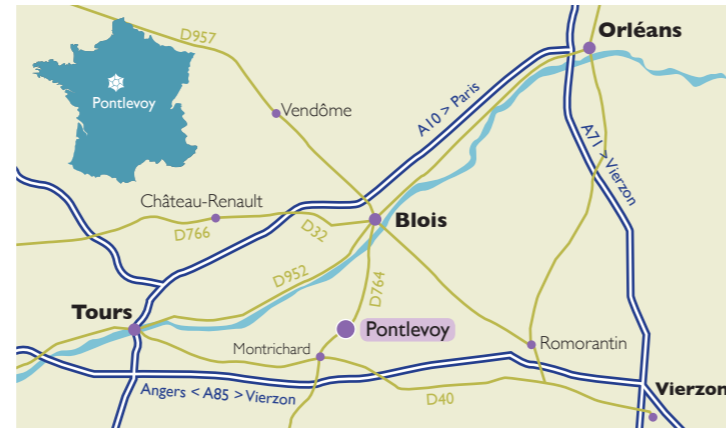 Orléans
D957
Pontlevoy
Vendôme
A10 > Paris
A71 > Vierzon
Château-Renault
D766
D32
Blois
D952
D764
Tours
Pontlevoy
Montrichard
Romorantin
Angers < A85 > Vierzon
D40
Vierzon